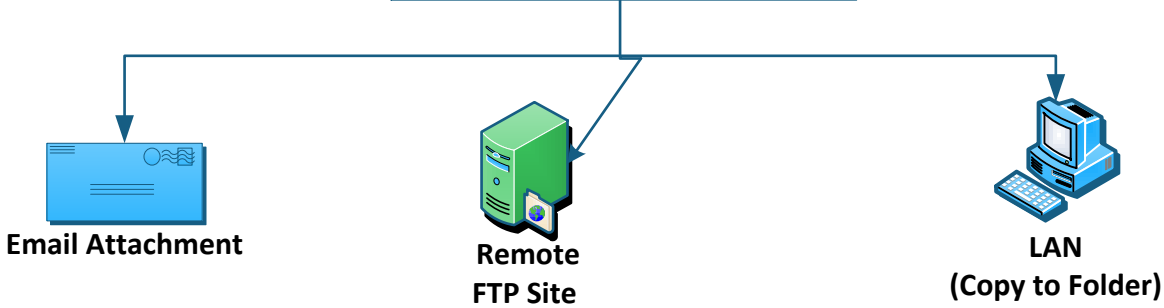 Email Attachment
Remote
FTP Site
LAN
(Copy to Folder)